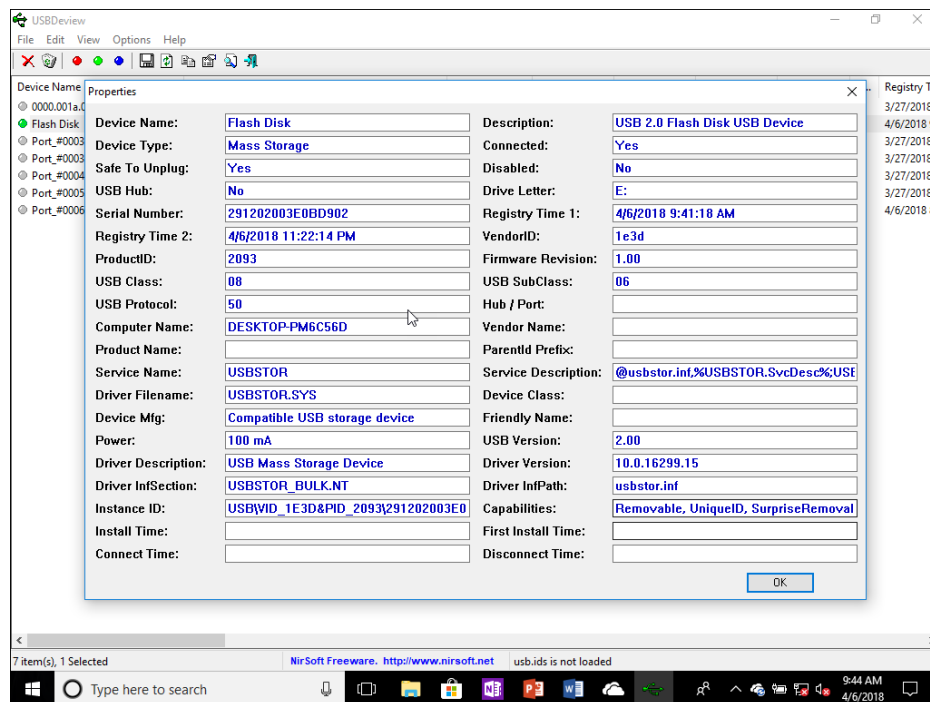 USBDeview
File Edit View Options Help
Device Name
Registry T
Properties
0000.001a.0
3/27/2018
Flash Disk
4/6/2018
Port_#0003
3/27/2018
Port_#0003
3/27/2018
Port_#0004
3/27/2018
Port_#0005
3/27/2018
Port_#0006
4/6/2018
Device Name: Flash Disk Description: USB 2.0 Flash Disk USB Device
Device Type: Mass Storage Connected: Yes
Safe To Unplug: Yes Disabled: No
USB Hub: No Drive Letter: E:
Serial Number: 291202003E0BD902 Registry Time 1: 4/6/2018 9:41:18 AM
Registry Time 2: 4/6/2018 11:22:14 PM VendorID: 1e3d
ProductID: 2093 Firmware Revision: 1.00
USB Class: 08 USB SubClass: 06
USB Protocol: 50 Hub / Port:
Computer Name: DESKTOP-PM6C56D Vendor Name:
Product Name: ParentId Prefix:
Service Name: USBSTOR Service Description: @usbstor.inf,%USBSTOR.SvcDesc%;USE
Driver Filename: USBSTOR.SYS Device Class:
Device Mfg: Compatible USB storage device Friendly Name:
Power: 100 mA USB Version: 2.00
Driver Description: USB Mass Storage Device Driver Version: 10.0.16299.15
Driver InfSection: USBSTOR_BULK.NT Driver InfPath: usbstor.inf
Instance ID: USB\VID_1E3D&PID_2093\291202003E0 Capabilities: Removable, UniqueID, SurpriseRemoval
Install Time: First Install Time:
Connect Time: Disconnect Time:
OK
7 item(s), 1 Selected NirSoft Freeware. http://www.nirsoft.net usb.ids is not loaded
Type here to search
9:44 AM
4/6/2018